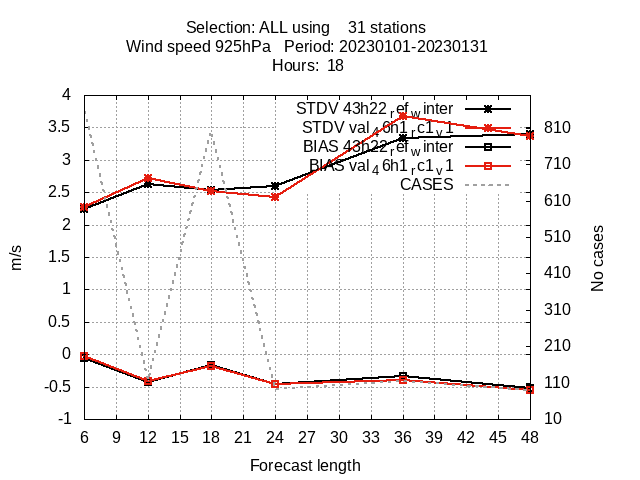 Selection: ALL using 31 stations
Wind speed 925hPa Period: 20230101-20230131
Hours: 18
STDV 43h22_ref_winter
STDV val_46h1_rc1_v1
BIAS 43h22_ref_winter
BIAS val_46h1_rc1_v1
CASES
4
3.5
3
2.5
2
1.5
1
0.5
0
-0.5
-1
m/s
810
710
610
510
410
310
210
110
10
No cases
6 9 12 15 18 21 24 27 30 33 36 39 42 45 48
Forecast length